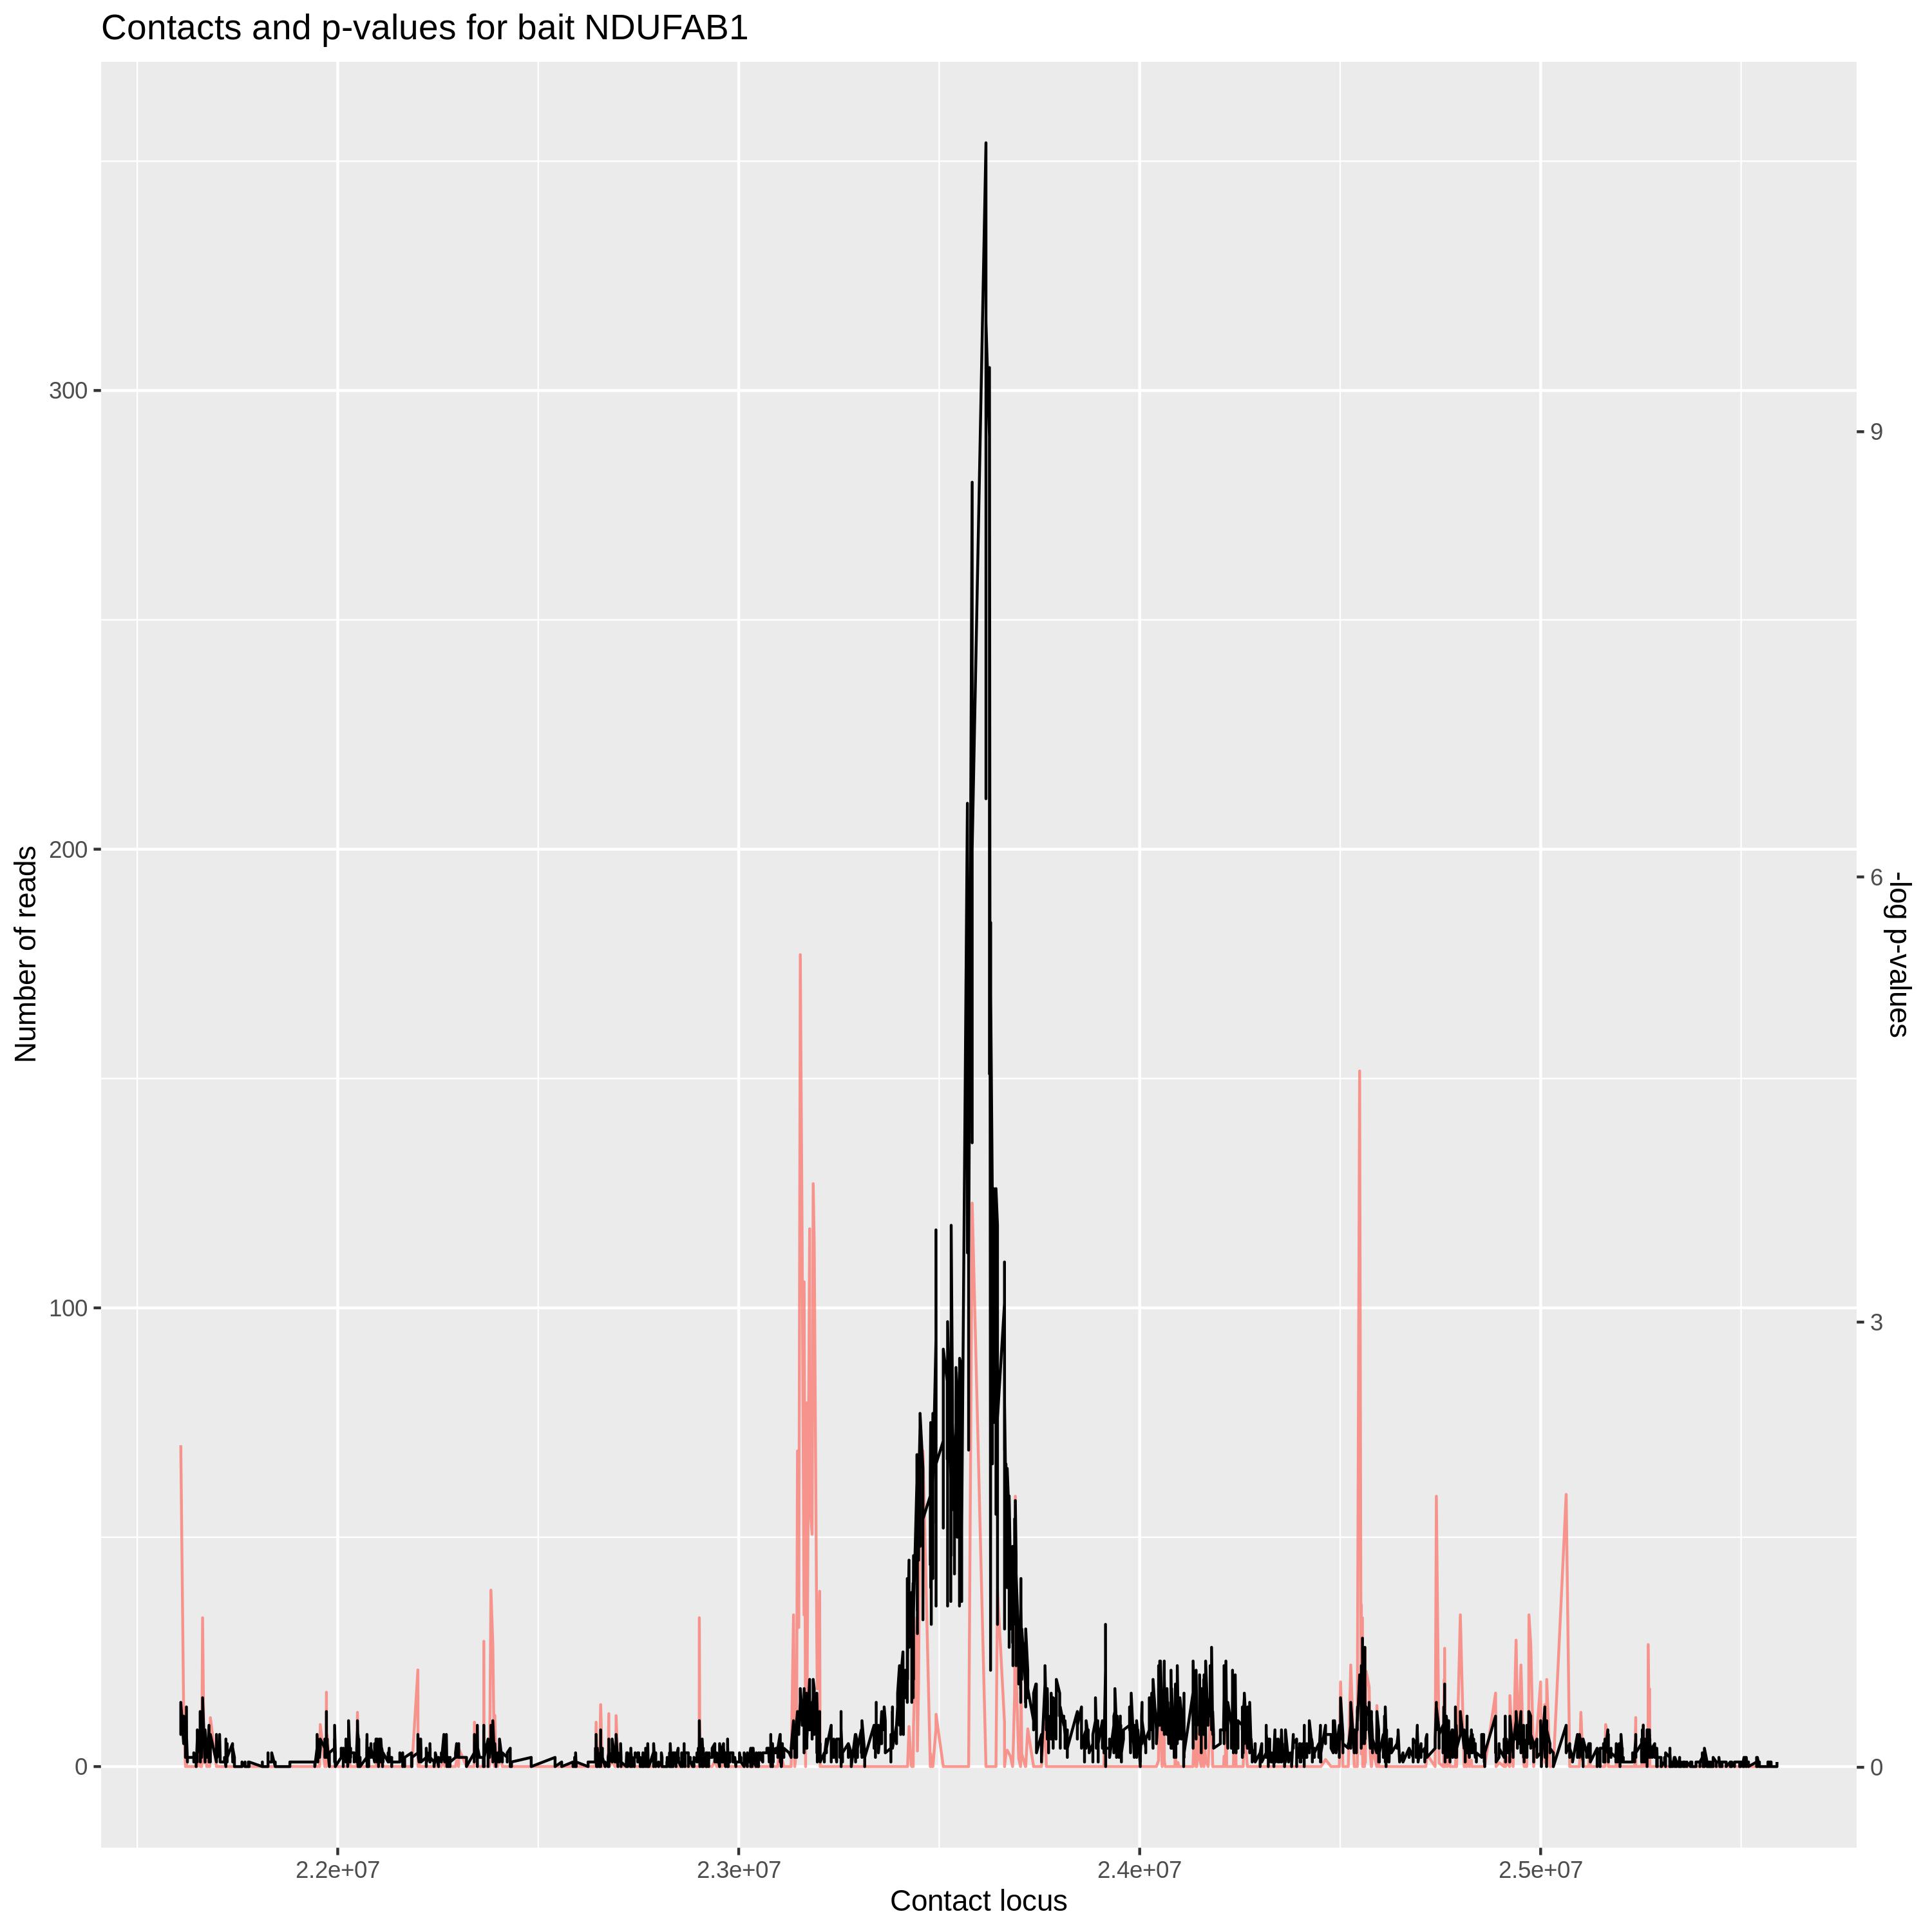 Contacts and p-values for bait NDUFAB1
Number of reads
300
200
100
0
9
6
3
0
-log p-values
2.2e+07
2.3e+07
2.4e+07
2.5e+07
Contact locus